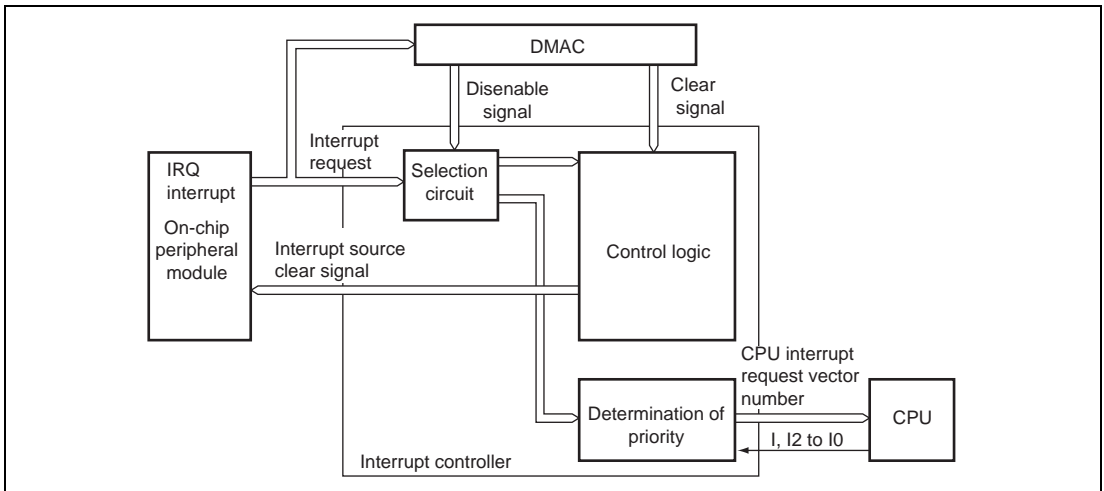 DMAC
Disenable
signal
Clear
signal
Interrupt
request
IRQ
interrupt
On-chip
peripheral
module
Selection
circuit
Interrupt source
clear signal
Control logic
CPU interrupt
request vector
number
Determination of
priority
CPU
I, I2 to I0
Interrupt controller